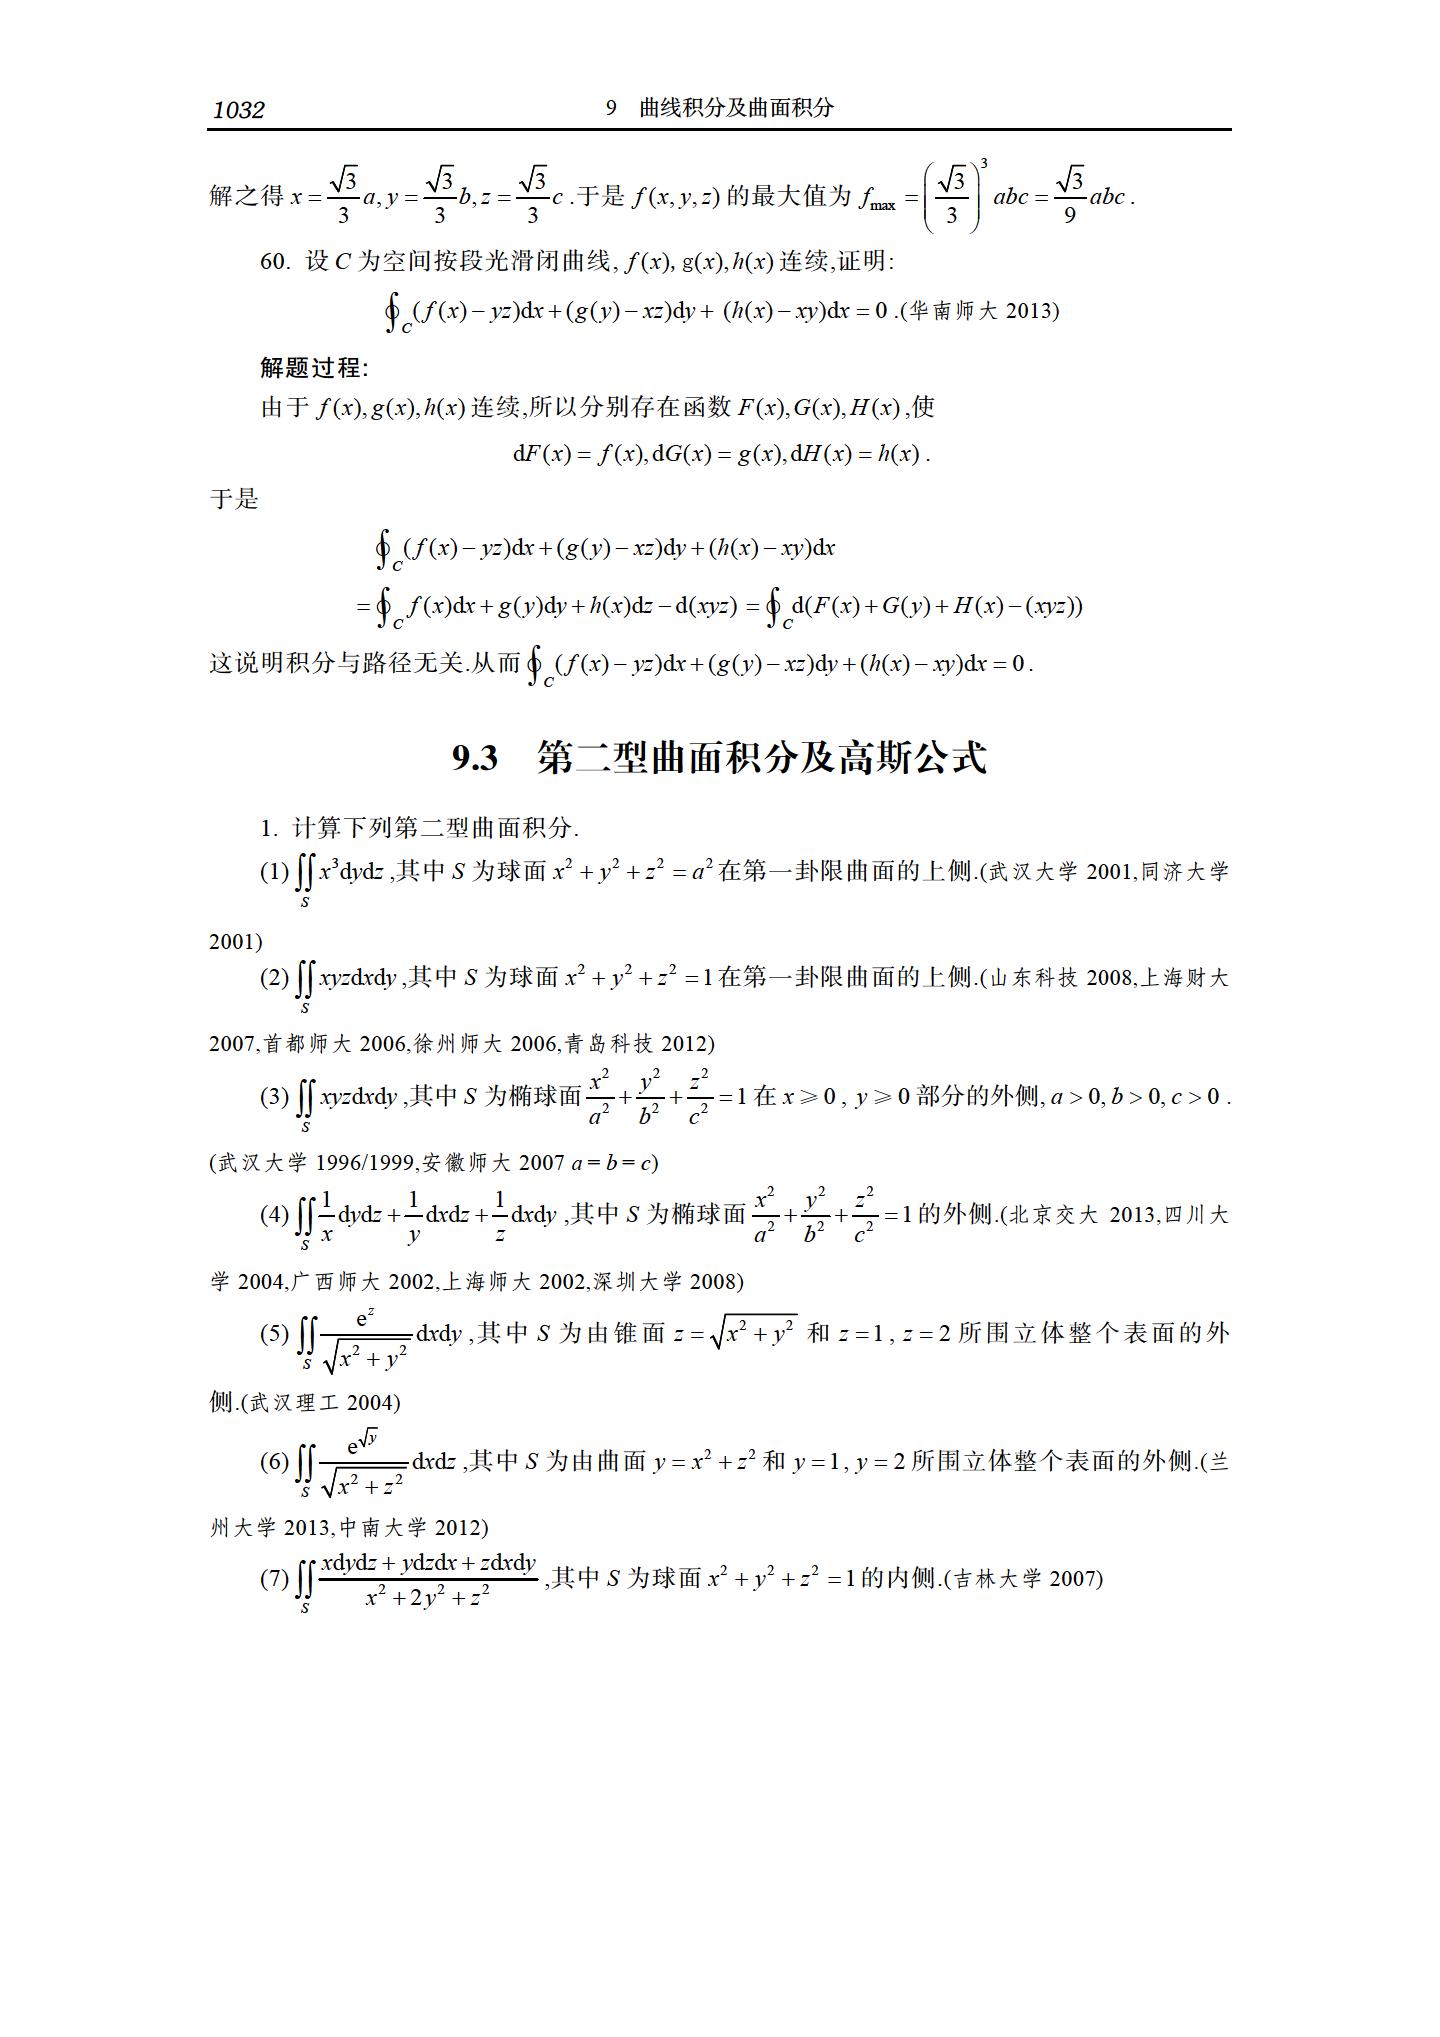 1032 9 曲线积分及曲面积分
解之得 $x=\frac{\sqrt{3}}{3}a,y=\frac{\sqrt{3}}{3}b,z=\frac{\sqrt{3}}{3}c$ .于是 $f(x,y,z)$ 的最大值为 $f_{\max}=\left(\frac{\sqrt{3}}{3}\right)^3abc=\frac{\sqrt{3}}{9}abc$ .
60. 设 $C$ 为空间按段光滑闭曲线, $f(x),g(x),h(x)$ 连续,证明:
$\oint_C(f(x)-yz)dx+(g(y)-xz)dy+(h(x)-xy)dx=0$ .(华南师大 2013)
解题过程:
由于 $f(x),g(x),h(x)$ 连续,所以分别存在函数 $F(x),G(x),H(x)$ ,使
$dF(x)=f(x),dG(x)=g(x),dH(x)=h(x)$ .
于是
$\oint_C(f(x)-yz)dx+(g(y)-xz)dy+(h(x)-xy)dx$
$=\oint_C f(x)dx+g(y)dy+h(x)dz-d(xyz)=\oint_C d(F(x)+G(y)+H(x)-(xyz))$
这说明积分与路径无关.从而 $\oint_C(f(x)-yz)dx+(g(y)-xz)dy+(h(x)-xy)dx=0$ .
9.3 第二型曲面积分及高斯公式
1. 计算下列第二型曲面积分.
(1) $\iint_S x^3dydz$ ,其中 $S$ 为球面 $x^2+y^2+z^2=a^2$ 在第一卦限曲面的上侧.(武汉大学 2001,同济大学
2001)
(2) $\iint_S xyzdxdy$ ,其中 $S$ 为球面 $x^2+y^2+z^2=1$ 在第一卦限曲面的上侧.(山东科技 2008,上海财大
2007,首都师大 2006,徐州师大 2006,青岛科技 2012)
(3) $\iint_S xyzdxdy$ ,其中 $S$ 为椭球面 $\frac{x^2}{a^2}+\frac{y^2}{b^2}+\frac{z^2}{c^2}=1$ 在 $x\geqslant 0,y\geqslant 0$ 部分的外侧, $a>0,b>0,c>0$ .
(武汉大学 1996/1999,安徽师大 2007 $a=b=c$)
(4) $\iint_S\frac{1}{x}dydz+\frac{1}{y}dxdz+\frac{1}{z}dxdy$ ,其中 $S$ 为椭球面 $\frac{x^2}{a^2}+\frac{y^2}{b^2}+\frac{z^2}{c^2}=1$ 的外侧.(北京交大 2013,四川大
学 2004,广西师大 2002,上海师大 2002,深圳大学 2008)
(5) $\iint_S\frac{e^z}{\sqrt{x^2+y^2}}dxdy$ ,其中 $S$ 为由锥面 $z=\sqrt{x^2+y^2}$ 和 $z=1,z=2$ 所围立体整个表面的外
侧.(武汉理工 2004)
(6) $\iint_S\frac{e^{\sqrt{y}}}{\sqrt{x^2+z^2}}dxdz$ ,其中 $S$ 为由曲面 $y=x^2+z^2$ 和 $y=1,y=2$ 所围立体整个表面的外侧.(兰
州大学 2013,中南大学 2012)
(7) $\iint_S\frac{xdydz+ydzdx+zdxdy}{x^2+2y^2+z^2}$ ,其中 $S$ 为球面 $x^2+y^2+z^2=1$ 的内侧.(吉林大学 2007)